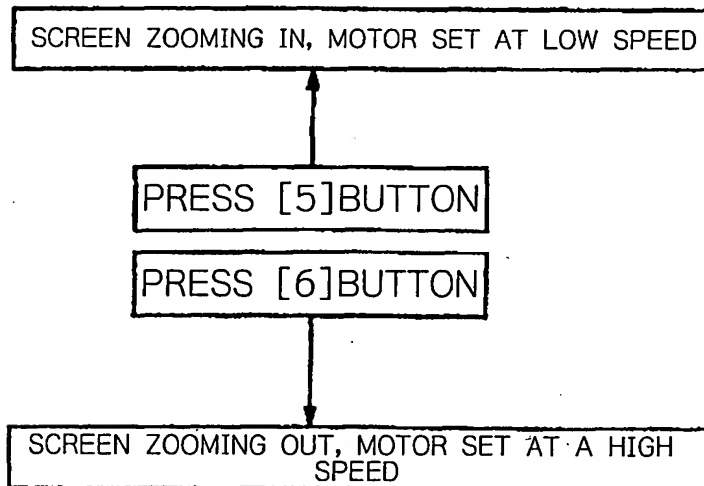 SCREEN ZOOMING IN, MOTOR SET AT LOW SPEED
PRESS [5]BUTTON
PRESS [6]BUTTON
SCREEN ZOOMING OUT, MOTOR SET AT A HIGH
SPEED